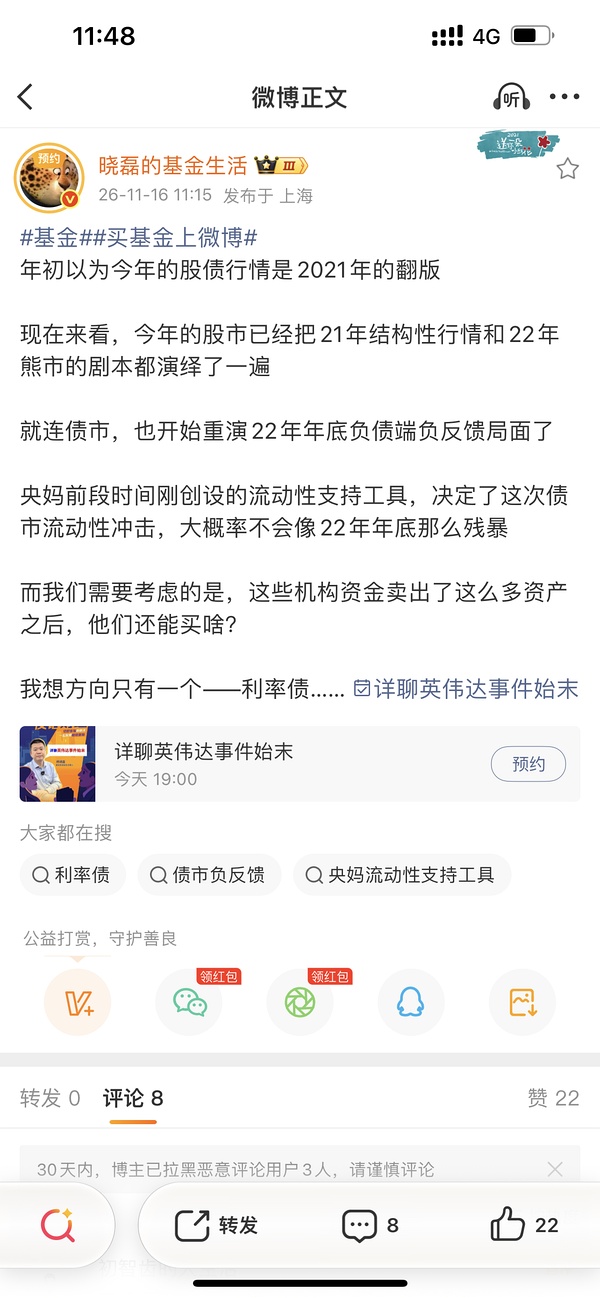 11:48
4G
微博正文
听
预约
晓磊的基金生活
III
26-11-16 11:15 发布于 上海
#基金##买基金上微博#
年初以为今年的股债行情是2021年的翻版
现在来看，今年的股市已经把21年结构性行情和22年
熊市的剧本都演绎了一遍
就连债市，也开始重演22年年底负债端负反馈局面了
央妈前段时间刚创设的流动性支持工具，决定了这次债
市流动性冲击，大概率不会像22年年底那么残暴
而我们需要考虑的是，这些机构资金卖出了这么多资产
之后，他们还能买啥？
我想方向只有一个——利率债...... 详聊英伟达事件始末
详聊英伟达事件始末
今天 19:00
预约
大家都在搜
利率债
债市负反馈
央妈流动性支持工具
公益打赏，守护善良
领红包
领红包
转发 0
评论 8
赞 22
30天内，博主已拉黑恶意评论用户3人，请谨慎评论
转发
8
22